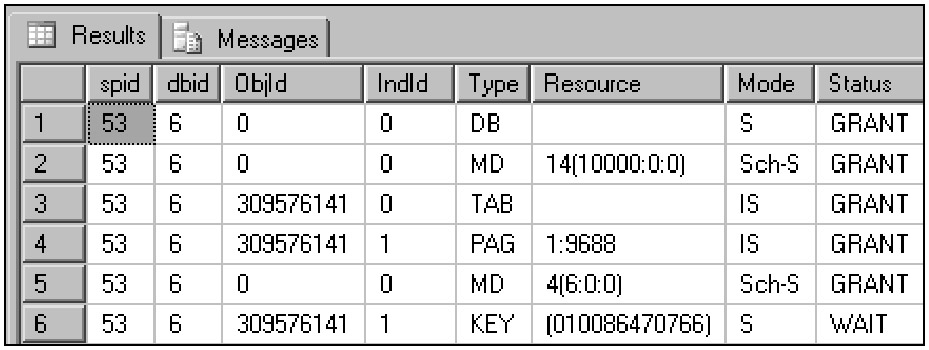 Results Messages
spid dbid ObjId IndId Type Resource Mode Status
1 53 6 0 0 DB S GRANT
2 53 6 0 0 MD 14(10000:0:0) Sch-S GRANT
3 53 6 309576141 0 TAB IS GRANT
4 53 6 309576141 1 PAG 1:9688 IS GRANT
5 53 6 0 0 MD 4(6:0:0) Sch-S GRANT
6 53 6 309576141 1 KEY (010086470766) S WAIT